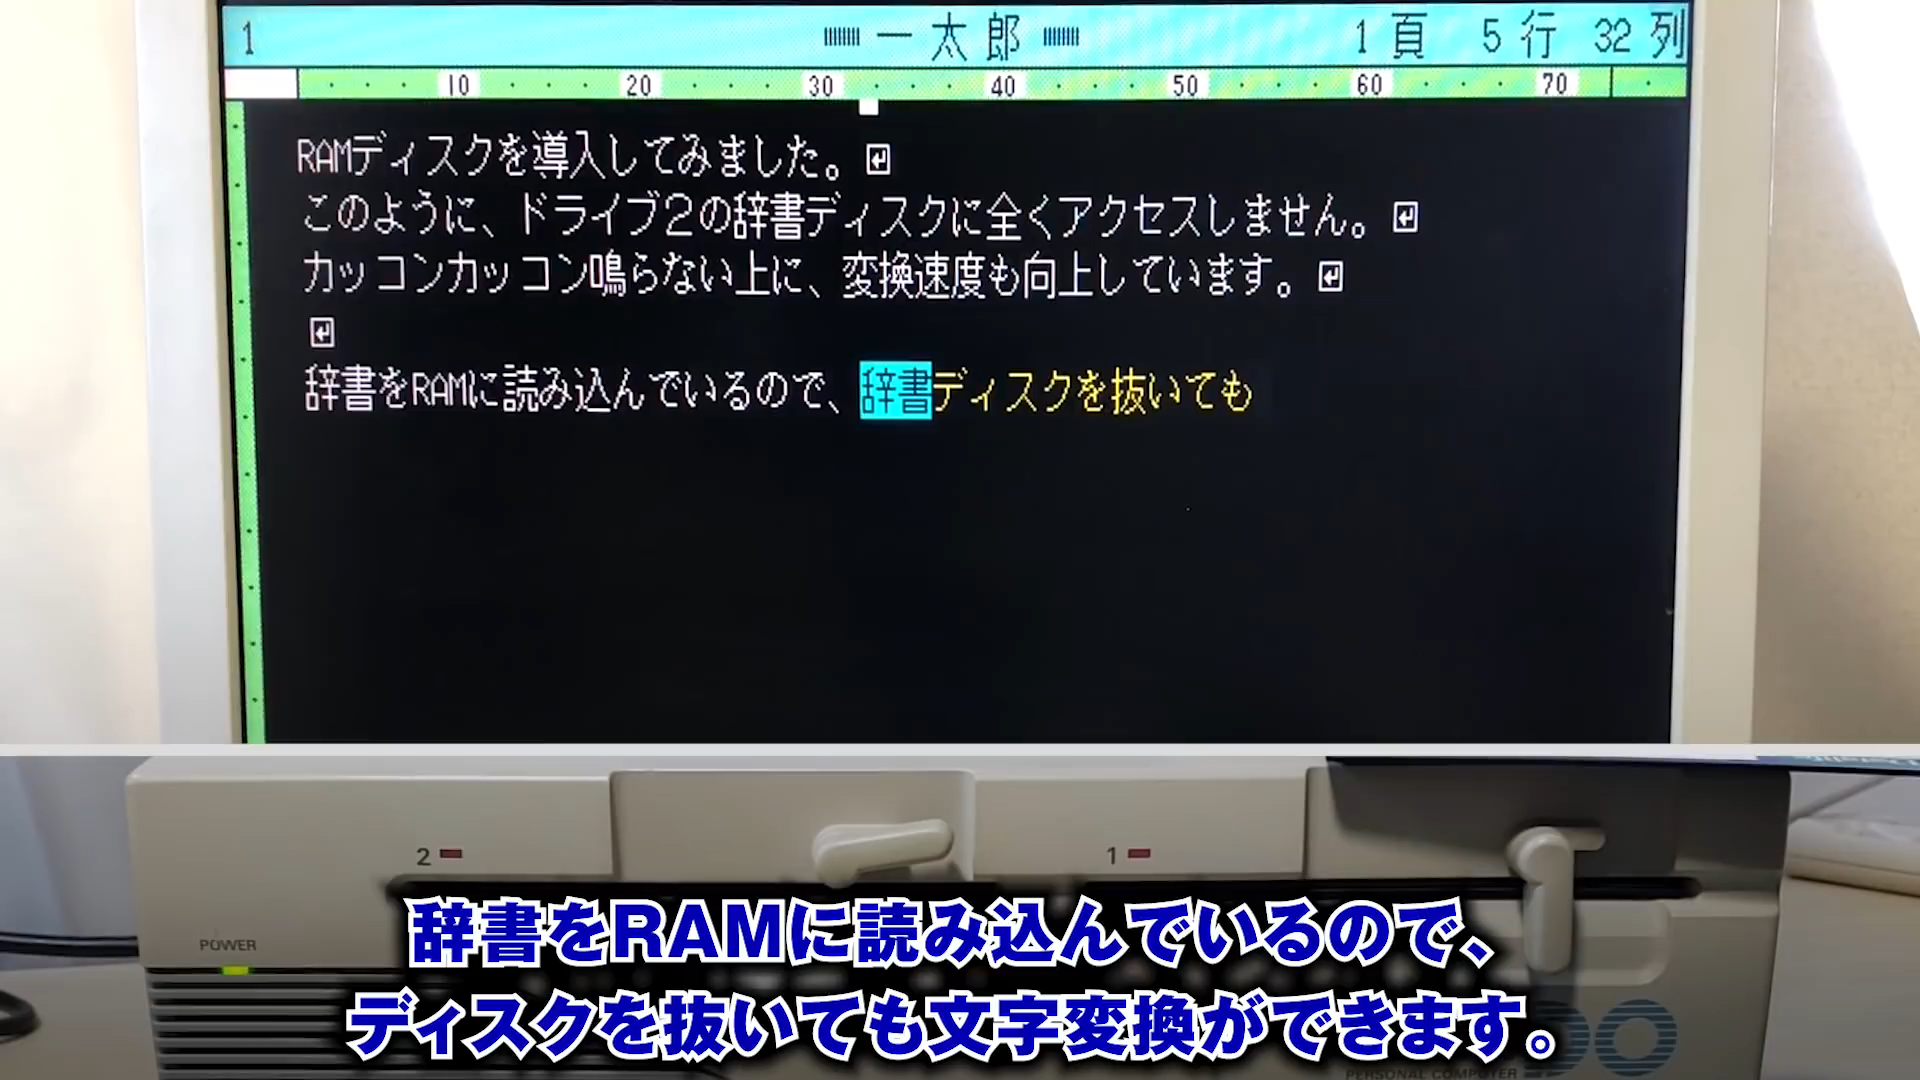 1 一太郎 1頁 5行 32列
10 20 30 40 50 60 70
RAMディスクを導入してみました。
このように、ドライブ2の辞書ディスクに全くアクセスしません。
カッコンカッコン鳴らない上に、変換速度も向上しています。
辞書をRAMに読み込んでいるので、辞書ディスクを抜いても
2 1
POWER
辞書をRAMに読み込んでいるので、
ディスクを抜いても文字変換ができます。
PERSONAL COMPUTER